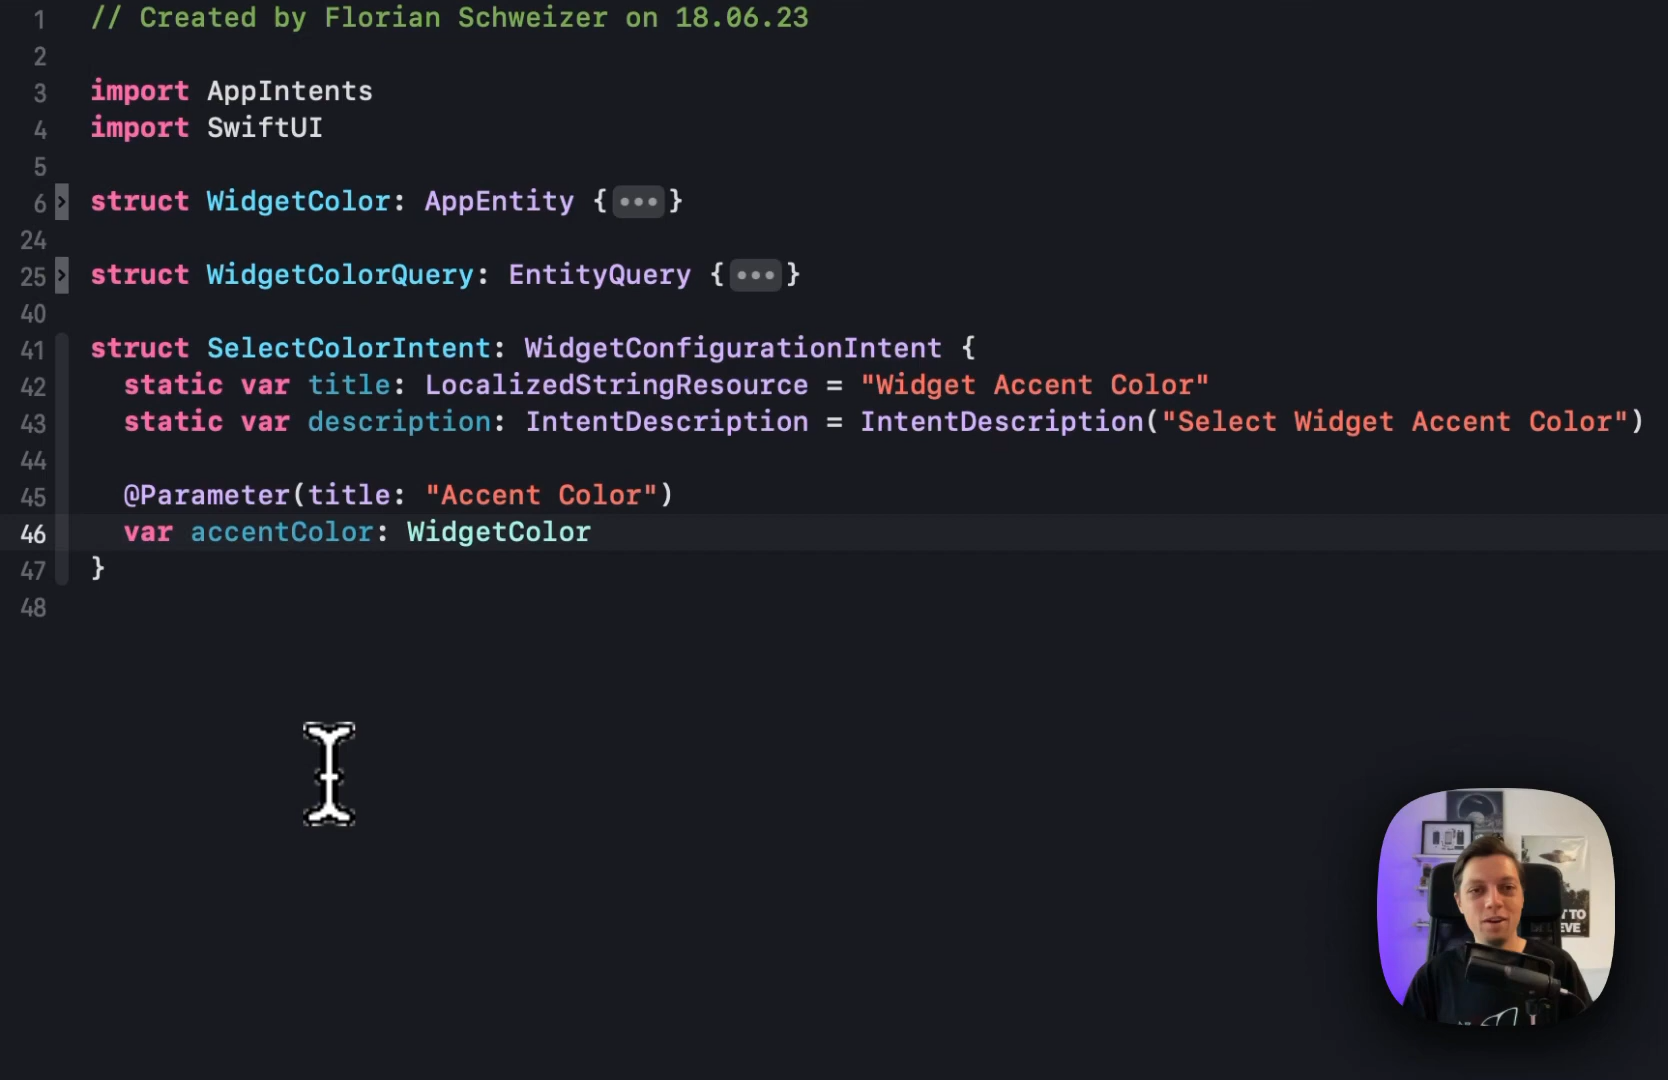 1 // Created by Florian Schweizer on 18.06.23
2
3 import AppIntents
4 import SwiftUI
5
6 struct WidgetColor: AppEntity {•••}
24
25 struct WidgetColorQuery: EntityQuery {•••}
40
41 struct SelectColorIntent: WidgetConfigurationIntent {
42 static var title: LocalizedStringResource = "Widget Accent Color"
43 static var description: IntentDescription = IntentDescription("Select Widget Accent Color")
44
45 @Parameter(title: "Accent Color")
46 var accentColor: WidgetColor
47 }
48
TO